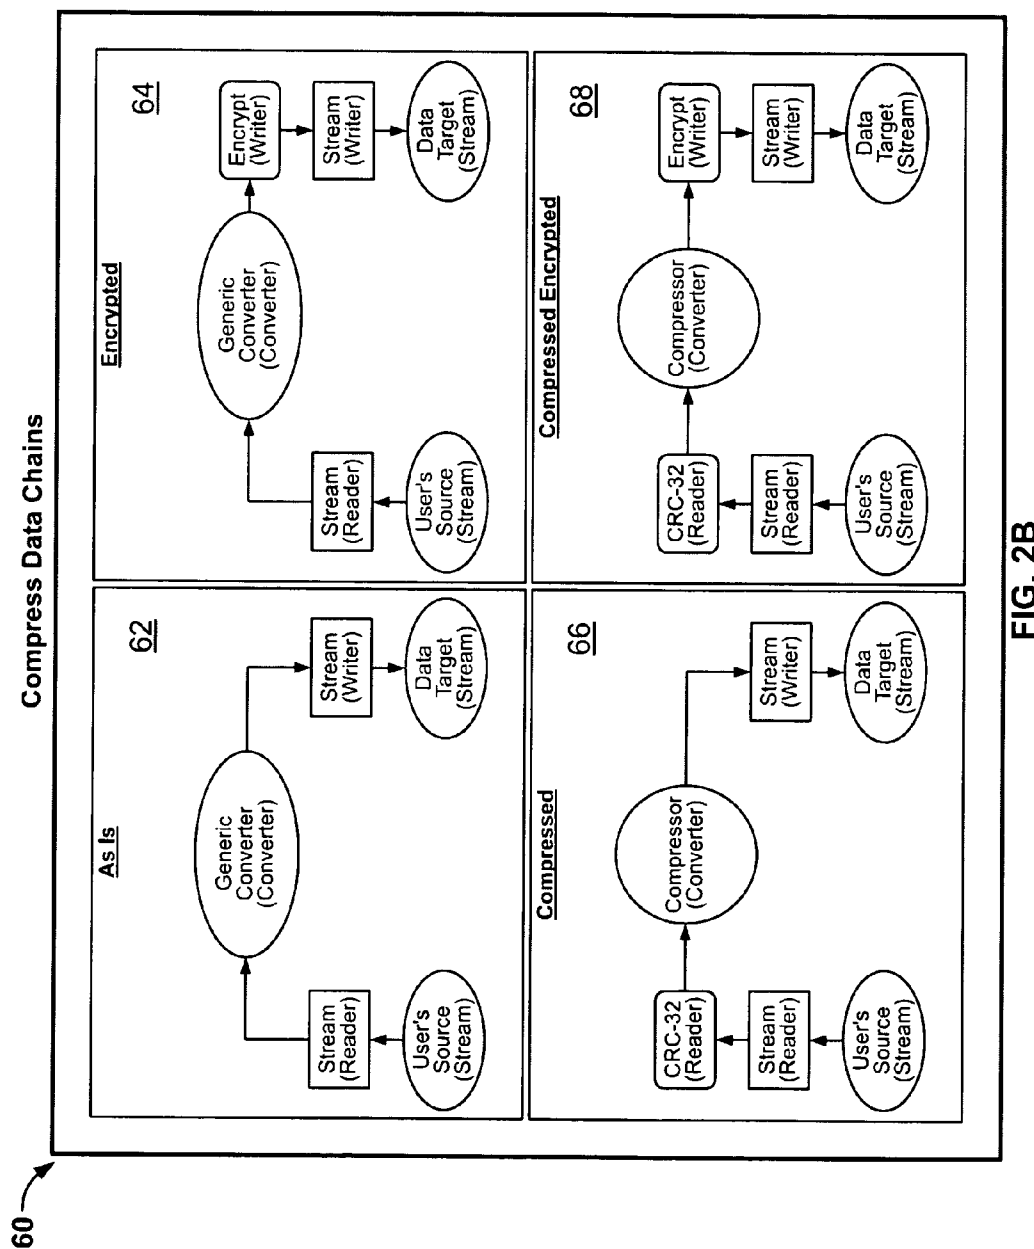 Compress Data Chains
60
As Is
62
Generic
Converter
(Converter)
Stream
(Reader)
User's
Source
(Stream)
Stream
(Writer)
Data
Target
(Stream)
Encrypted
64
Generic
Converter
(Converter)
Encrypt
(Writer)
Stream
(Reader)
User's
Source
(Stream)
Stream
(Writer)
Data
Target
(Stream)
Compressed
66
Compressor
(Converter)
CRC-32
(Reader)
Stream
(Reader)
User's
Source
(Stream)
Stream
(Writer)
Data
Target
(Stream)
Compressed Encrypted
68
Compressor
(Converter)
CRC-32
(Reader)
Encrypt
(Writer)
Stream
(Reader)
User's
Source
(Stream)
Stream
(Writer)
Data
Target
(Stream)
FIG. 2B